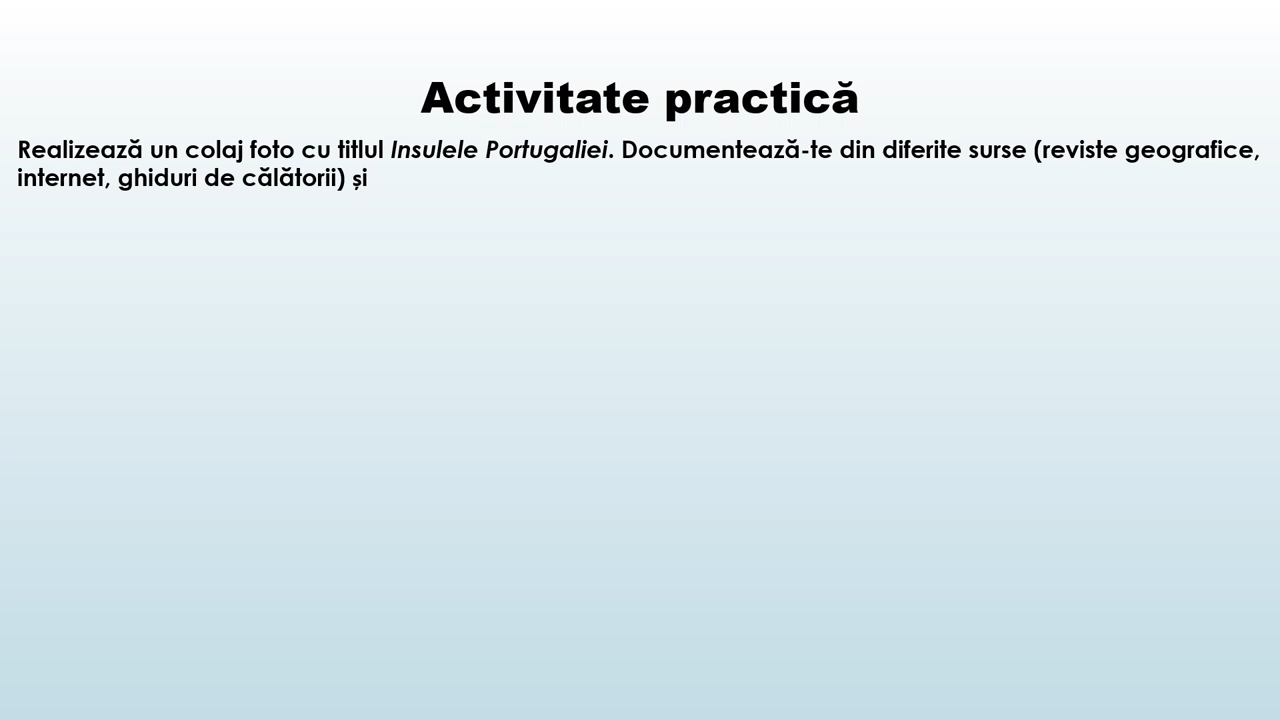 Activitate practică
Realizează un colaj foto cu titlul Insulele Portugaliei. Documentează-te din diferite surse (reviste geografice,
internet, ghiduri de călătorii) și